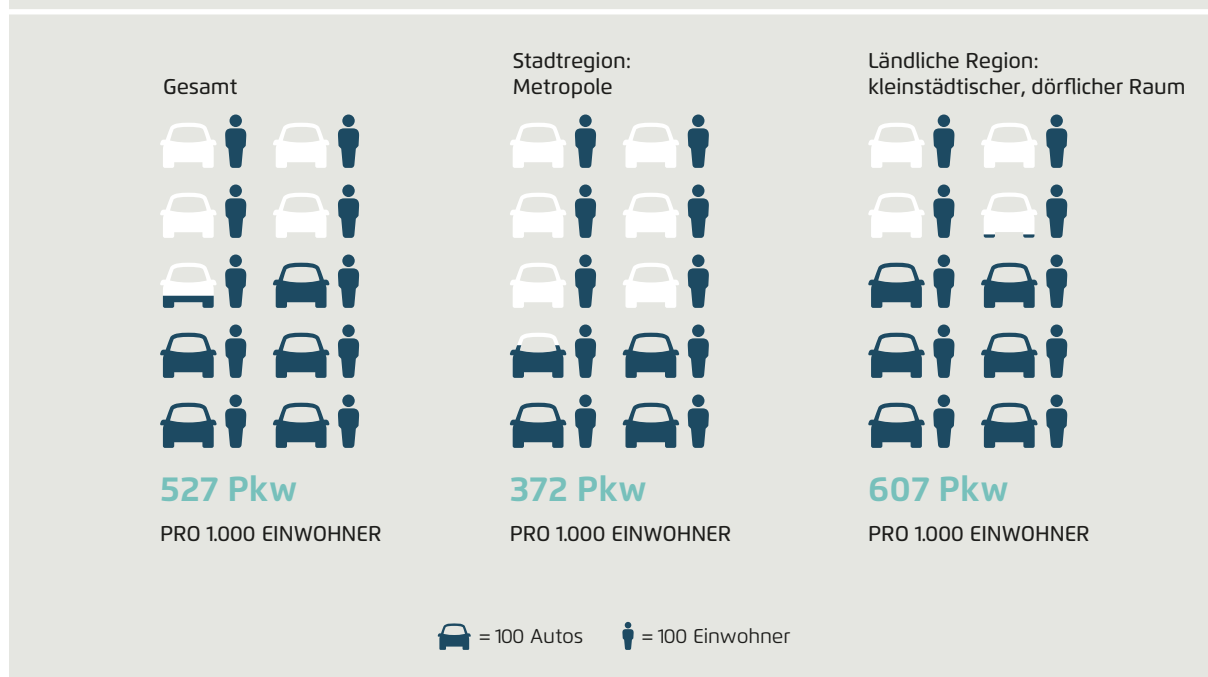 Gesamt
Stadtregion:
Metropole
Ländliche Region:
kleinstädtischer, dörflicher Raum
527 Pkw
PRO 1.000 EINWOHNER
372 Pkw
PRO 1.000 EINWOHNER
607 Pkw
PRO 1.000 EINWOHNER
= 100 Autos
= 100 Einwohner